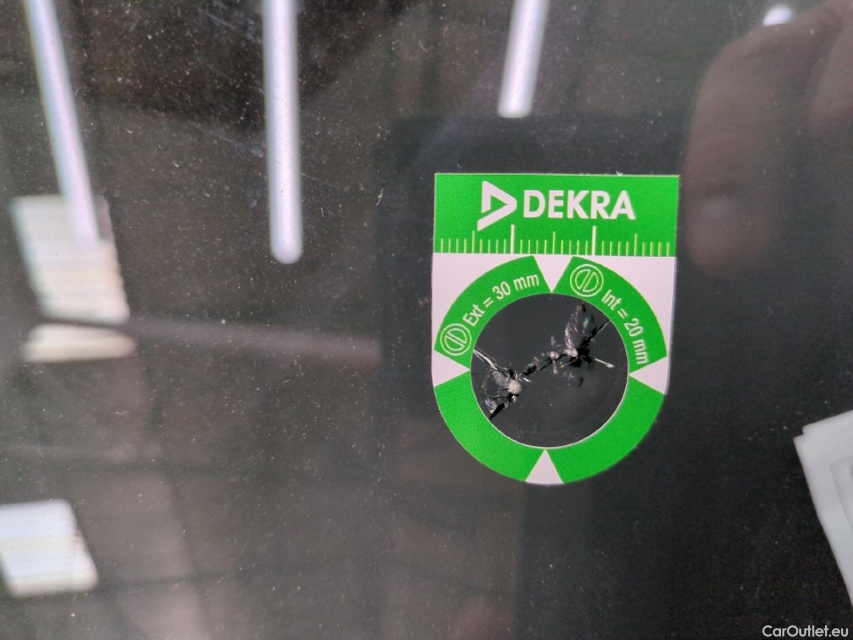 DEKRA
Ext = 30 mm
Int = 20 mm
CarOutlet.eu